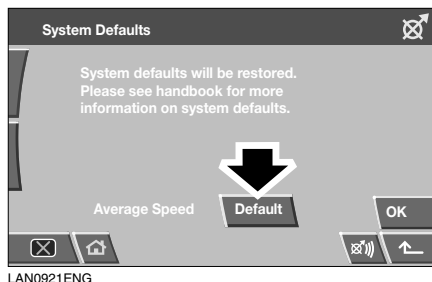 System Defaults
System defaults will be restored.
Please see handbook for more
information on system defaults.
Average Speed Default
OK
LAN0921ENG